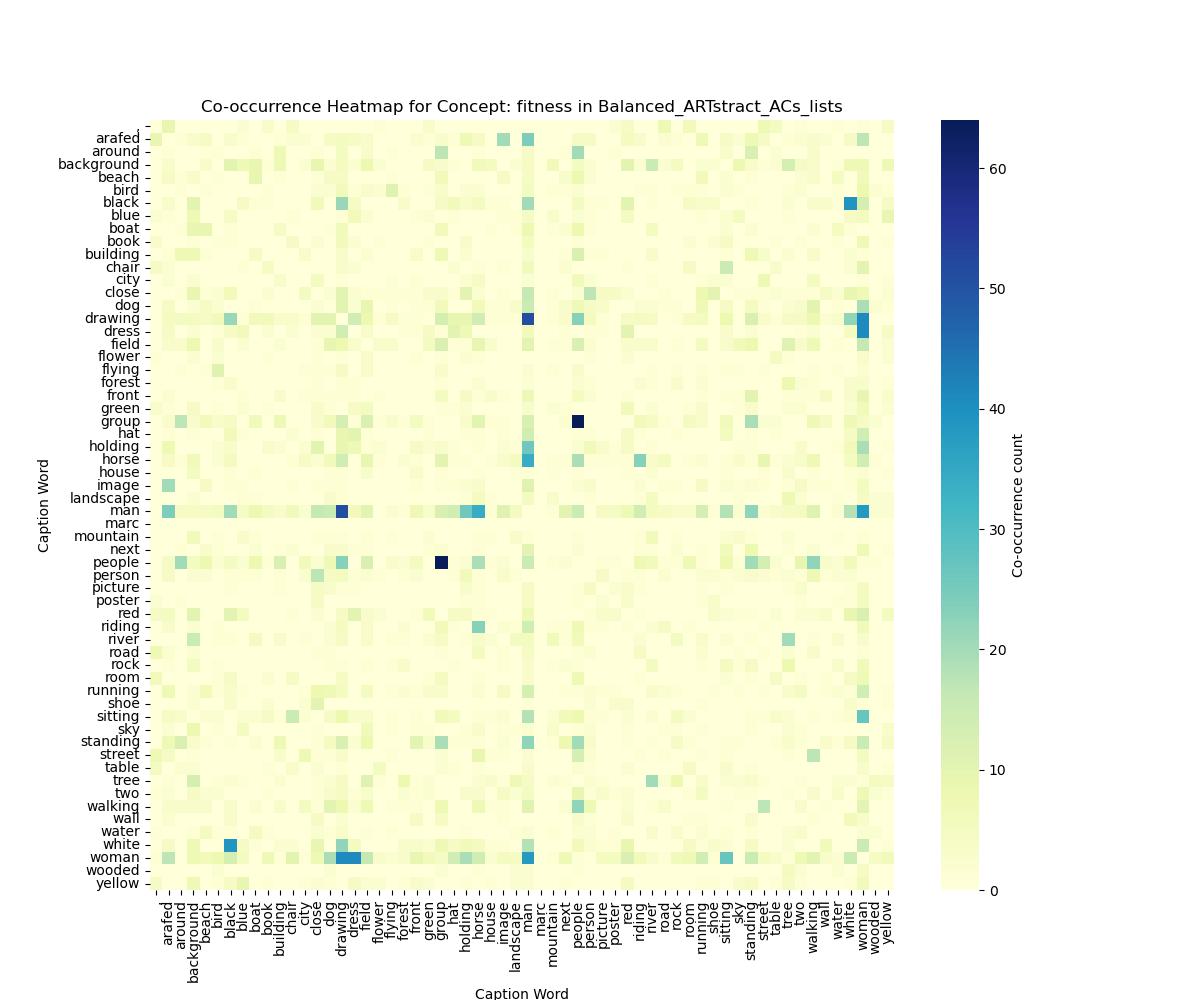 Co-occurrence Heatmap for Concept: fitness in Balanced_ARTstract_ACs_lists
,
arafed
around
background
beach
bird
black
blue
boat
book
building
chair
city
close
dog
drawing
dress
field
flower
flying
forest
front
green
group
hat
holding
horse
house
image
landscape
man
marc
mountain
next
people
person
picture
poster
red
riding
river
road
rock
room
running
shoe
sitting
sky
standing
street
table
tree
two
walking
wall
water
white
woman
wooded
yellow
Caption Word
arafed
around
background
beach
bird
black
blue
boat
book
building
chair
city
close
dog
drawing
dress
field
flower
flying
forest
front
green
group
hat
holding
horse
house
image
landscape
man
marc
mountain
next
people
person
picture
poster
red
riding
river
road
rock
room
running
shoe
sitting
sky
standing
street
table
tree
two
walking
wall
water
white
woman
wooded
yellow
Caption Word
60
50
40
30
20
10
0
Co-occurrence count